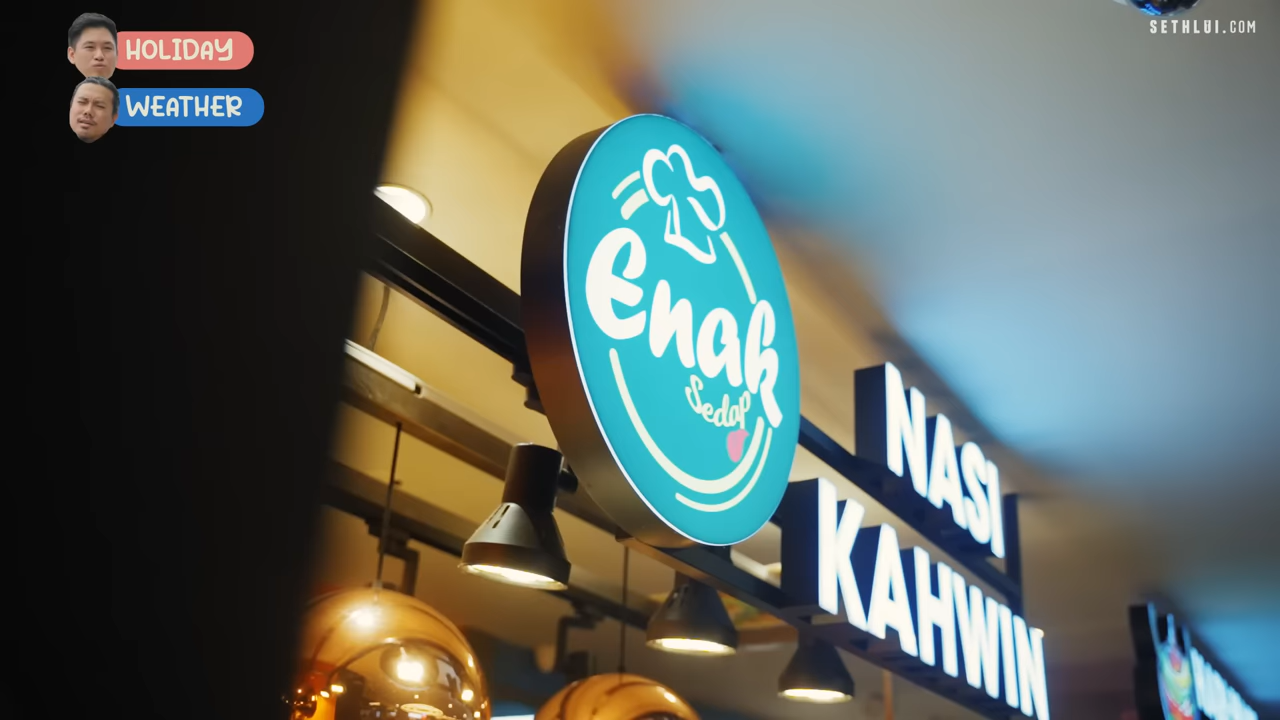 HOLIDAY
WEATHER
SETHLUI.COM
Enak
Sedap
NASI
KAHWIN